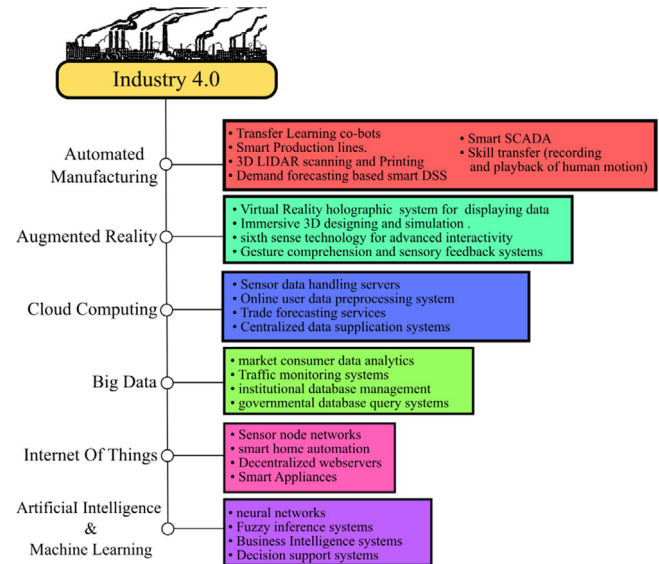 Industry 4.0
Automated
Manufacturing
• Transfer Learning co-bots
• Smart Production lines.
• 3D LIDAR scanning and Printing
• Demand forecasting based smart DSS
• Smart SCADA
• Skill transfer (recording
and playback of human motion)
Augmented Reality
• Virtual Reality holographic system for displaying data
• Immersive 3D designing and simulation .
• sixth sense technology for advanced interactivity
• Gesture comprehension and sensory feedback systems
Cloud Computing
• Sensor data handling servers
• Online user data preprocessing system
• Trade forecasting services
• Centralized data supplication systems
Big Data
• market consumer data analytics
• Traffic monitoring systems
• institutional database management
• governmental database query systems
Internet Of Things
• Sensor node networks
• smart home automation
• Decentralized webservers
• Smart Appliances
Artificial Intelligence
&
Machine Learning
• neural networks
• Fuzzy inference systems
• Business Intelligence systems
• Decision support systems